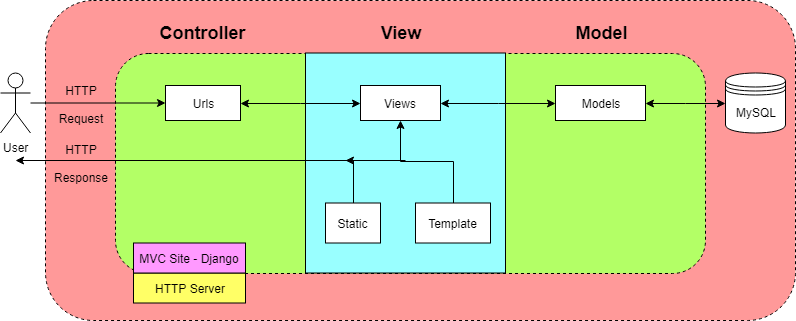 Controller
View
Model
HTTP
Request
Urls
Views
Models
MySQL
User
HTTP
Response
Static
Template
MVC Site - Django
HTTP Server